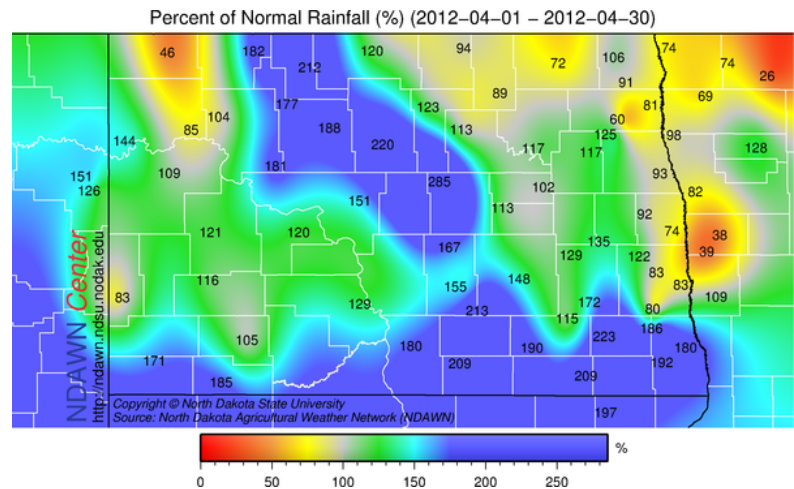 Percent of Normal Rainfall (%) (2012−04−01 − 2012−04−30)
46 182 212 120 94 72 106 74 74 26
91 69
104 177 123 89 60 81
85 188 113 125 98
144 220 117 117 128
109 181 93
151 126 285 102 82
151 113 92
121 120 74 38
167 135 39
116 129 122 83
83 155 148 83 109
129 213 172 80
115 186
105 180 190 223 180
171 209 192
185 209
197
NDAWN Center
http://ndawn.ndsu.nodak.edu
Copyright © North Dakota State University
Source: North Dakota Agricultural Weather Network (NDAWN)
%
0 50 100 150 200 250